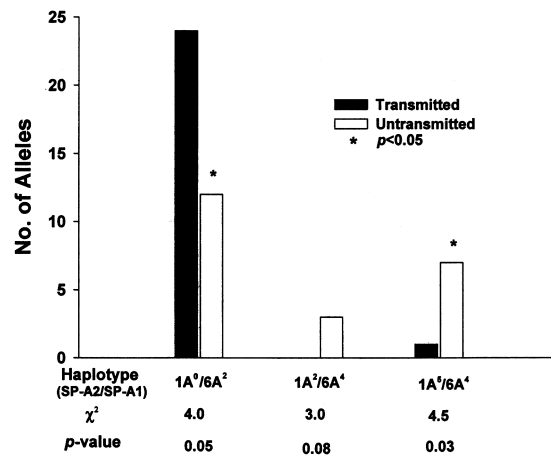 25
20
15
10
5
0
No. of Alleles
Transmitted
Untransmitted
* p<0.05
*
*
Haplotype 1A⁰/6A² 1A²/6A⁴ 1A⁶/6A⁴
(SP-A2/SP-A1)
χ² 4.0 3.0 4.5
p-value 0.05 0.08 0.03